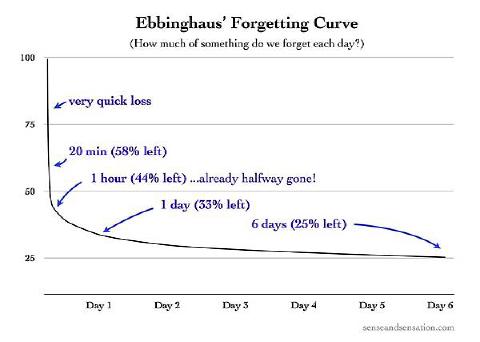 Ebbinghaus' Forgetting Curve
(How much of something do we forget each day?)
100
very quick loss
75
20 min (58% left)
1 hour (44% left) ...already halfway gone!
50
1 day (33% left)
6 days (25% left)
25
Day 1 Day 2 Day 3 Day 4 Day 5 Day 6
senseandsensation.com